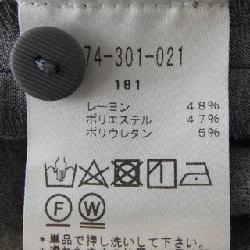 74-301-021
181
レーヨン 48%
ポリエステル 47%
ポリウレタン 5%
F W
*単品で押し洗いして下さい。